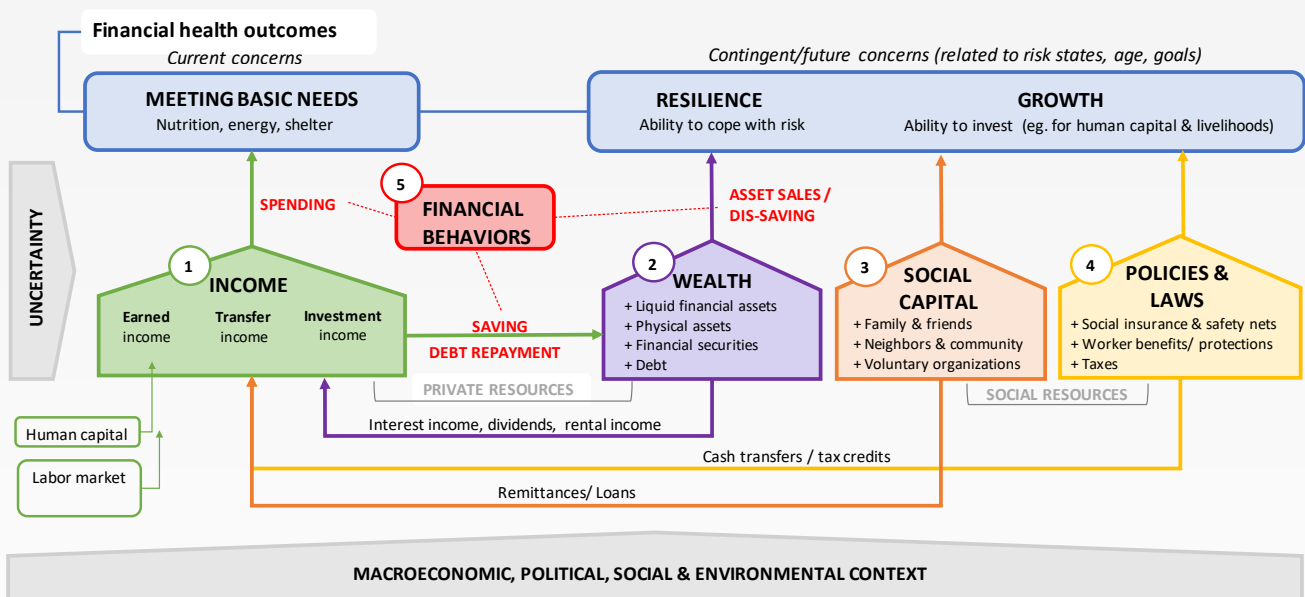 Financial health outcomes
Current concerns
Contingent/future concerns (related to risk states, age, goals)
MEETING BASIC NEEDS
Nutrition, energy, shelter
RESILIENCE
Ability to cope with risk
GROWTH
Ability to invest (eg. for human capital & livelihoods)
UNCERTAINTY
SPENDING
5
FINANCIAL
BEHAVIORS
ASSET SALES /
DIS-SAVING
1
INCOME
Earned
income
Transfer
income
Investment
income
SAVING
DEBT REPAYMENT
2
WEALTH
+ Liquid financial assets
+ Physical assets
+ Financial securities
+ Debt
3
SOCIAL
CAPITAL
+ Family & friends
+ Neighbors & community
+ Voluntary organizations
4
POLICIES &
LAWS
+ Social insurance & safety nets
+ Worker benefits/ protections
+ Taxes
PRIVATE RESOURCES
SOCIAL RESOURCES
Human capital
Labor market
Interest income, dividends, rental income
Cash transfers / tax credits
Remittances/ Loans
MACROECONOMIC, POLITICAL, SOCIAL & ENVIRONMENTAL CONTEXT